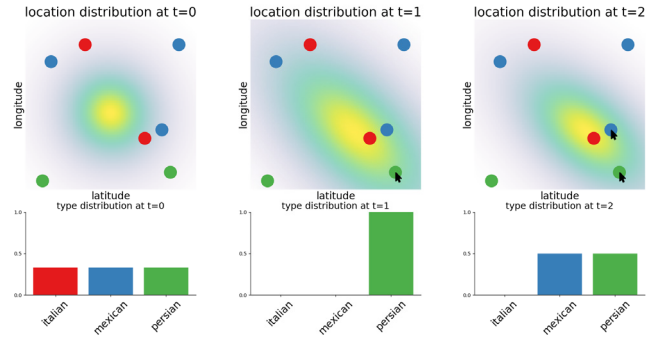 location distribution at t=0
location distribution at t=1
location distribution at t=2
longitude
longitude
longitude
latitude
latitude
latitude
type distribution at t=0
type distribution at t=1
type distribution at t=2
1.0
0.5
0.0
1.0
0.5
0.0
1.0
0.5
0.0
italian
mexican
persian
italian
mexican
persian
italian
mexican
persian